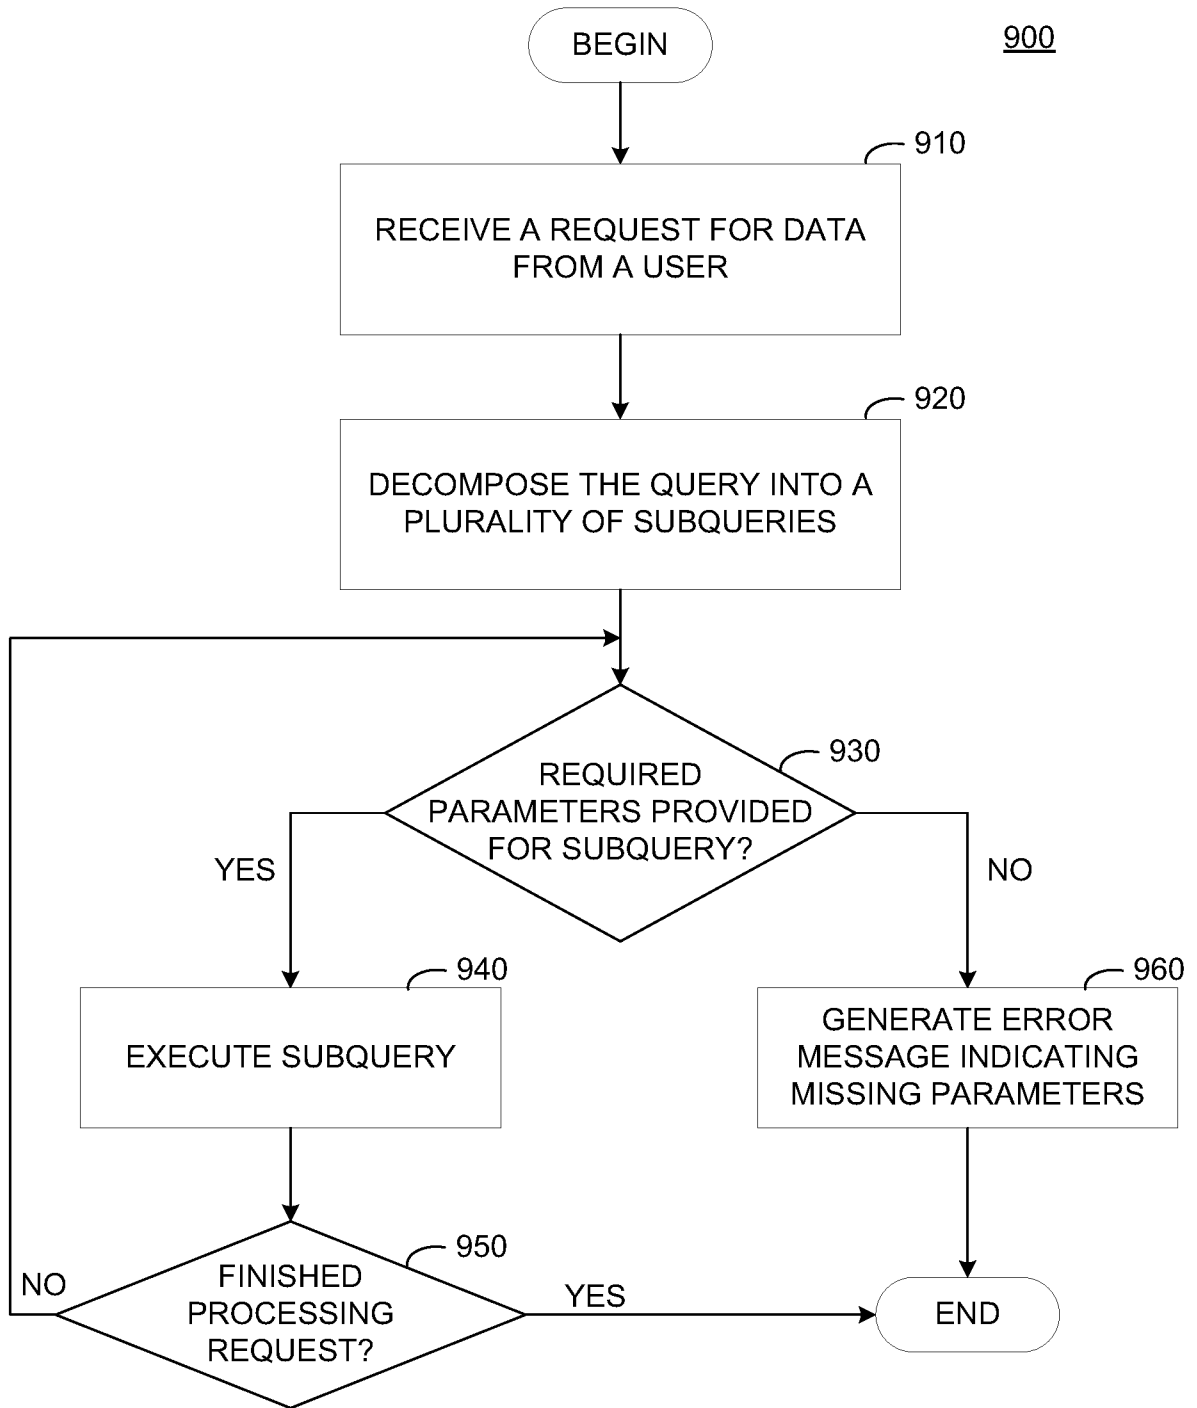 BEGIN
900
910
RECEIVE A REQUEST FOR DATA
FROM A USER
920
DECOMPOSE THE QUERY INTO A
PLURALITY OF SUBQUERIES
930
REQUIRED
PARAMETERS PROVIDED
FOR SUBQUERY?
YES
NO
940
EXECUTE SUBQUERY
960
GENERATE ERROR
MESSAGE INDICATING
MISSING PARAMETERS
950
FINISHED
PROCESSING
REQUEST?
NO
YES
END